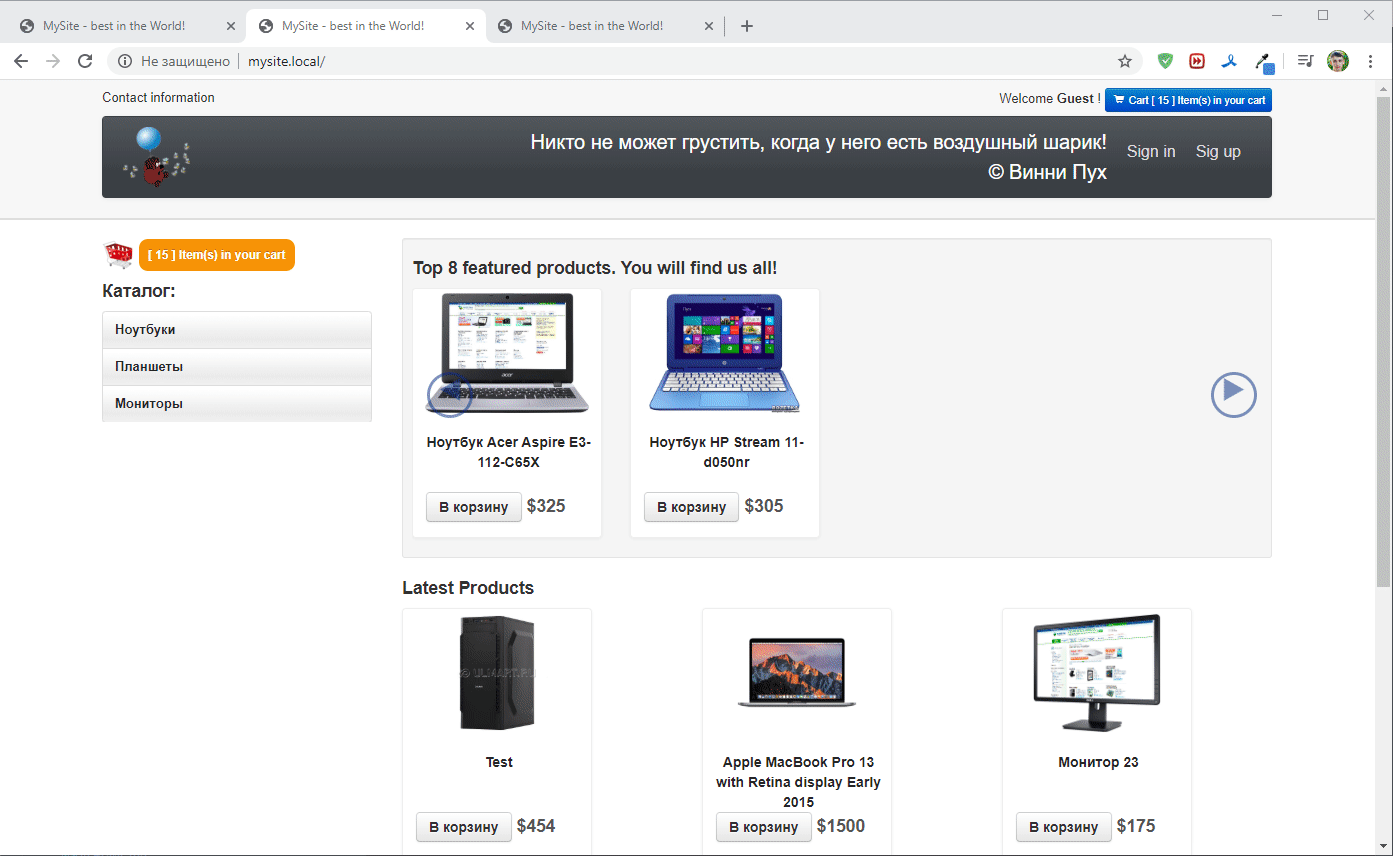 MySite - best in the World!
MySite - best in the World!
MySite - best in the World!
Не защищено
mysite.local/
Contact information
Welcome Guest !
Cart [ 15 ] Item(s) in your cart
Никто не может грустить, когда у него есть воздушный шарик!
© Винни Пух
Sign in
Sig up
[ 15 ] Item(s) in your cart
Каталог:
Ноутбуки
Планшеты
Мониторы
Top 8 featured products. You will find us all!
acer
Ноутбук Acer Aspire E3-
112-C65X
В корзину $325
Ноутбук HP Stream 11-
d050nr
В корзину $305
Latest Products
© ULMART.RU
Test
В корзину $454
Apple MacBook Pro 13
with Retina display Early
2015
В корзину $1500
Монитор 23
В корзину $175